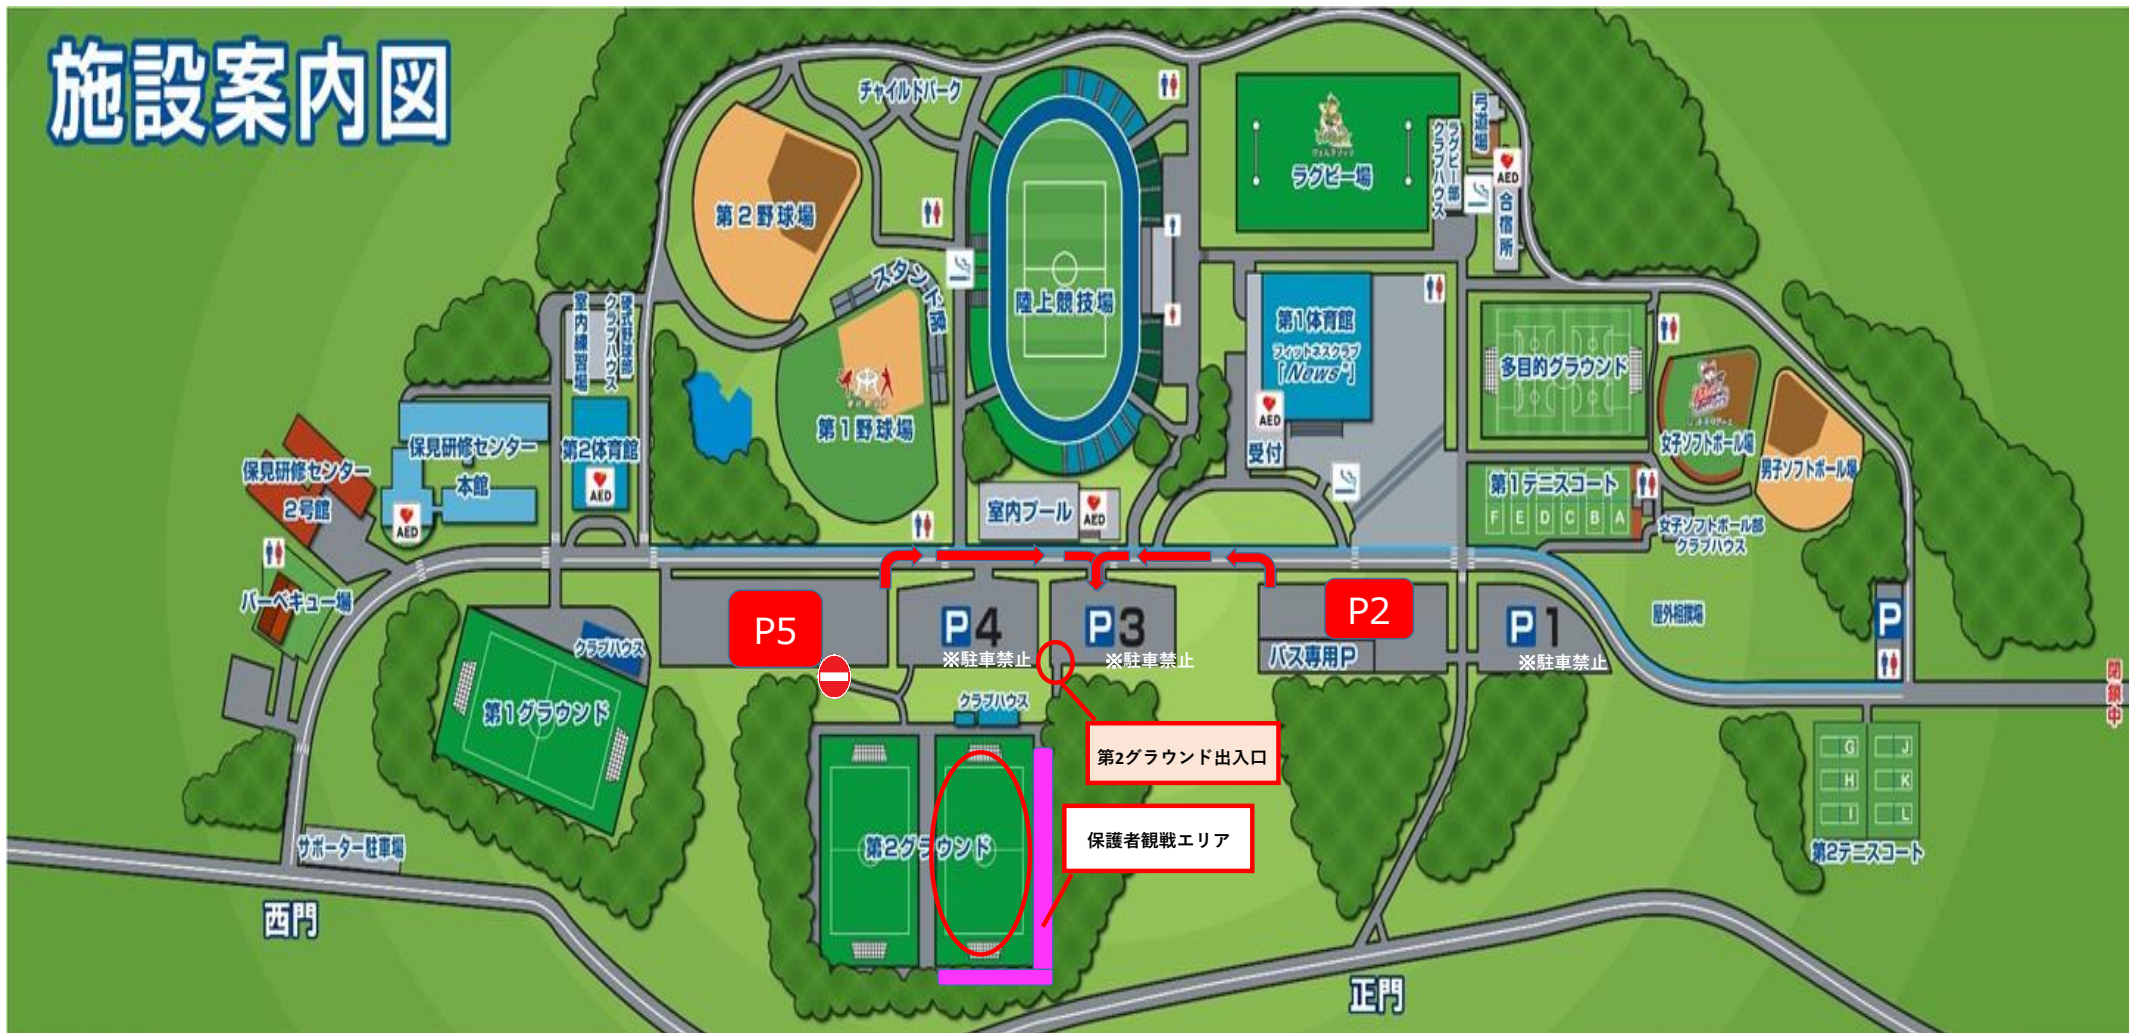 施設案内図
チャイルドパーク
第2野球場
スタンド席
陸上競技場
ラグビー場
ラグビー部
クラブハウス
弓道場
AED
合宿所
硬式野球部
クラブハウス
室内練習場
第1野球場
第1体育館
フィットネスクラブ
「News」
AED
受付
多目的グラウンド
女子ソフトボール場
男子ソフトボール場
保見研修センター
本館
AED
保見研修センター
2号館
第2体育館
AED
室内プール
AED
第1テニスコート
F E D C B A
女子ソフトボール部
クラブハウス
バーベキュー場
P5
P4
※駐車禁止
P3
※駐車禁止
P2
バス専用P
P1
※駐車禁止
屋外相撲場
P
閉鎖中
クラブハウス
第1グラウンド
クラブハウス
第2グラウンド出入口
第2グラウンド
保護者観戦エリア
G J
H K
I L
第2テニスコート
サポーター駐車場
西門
正門